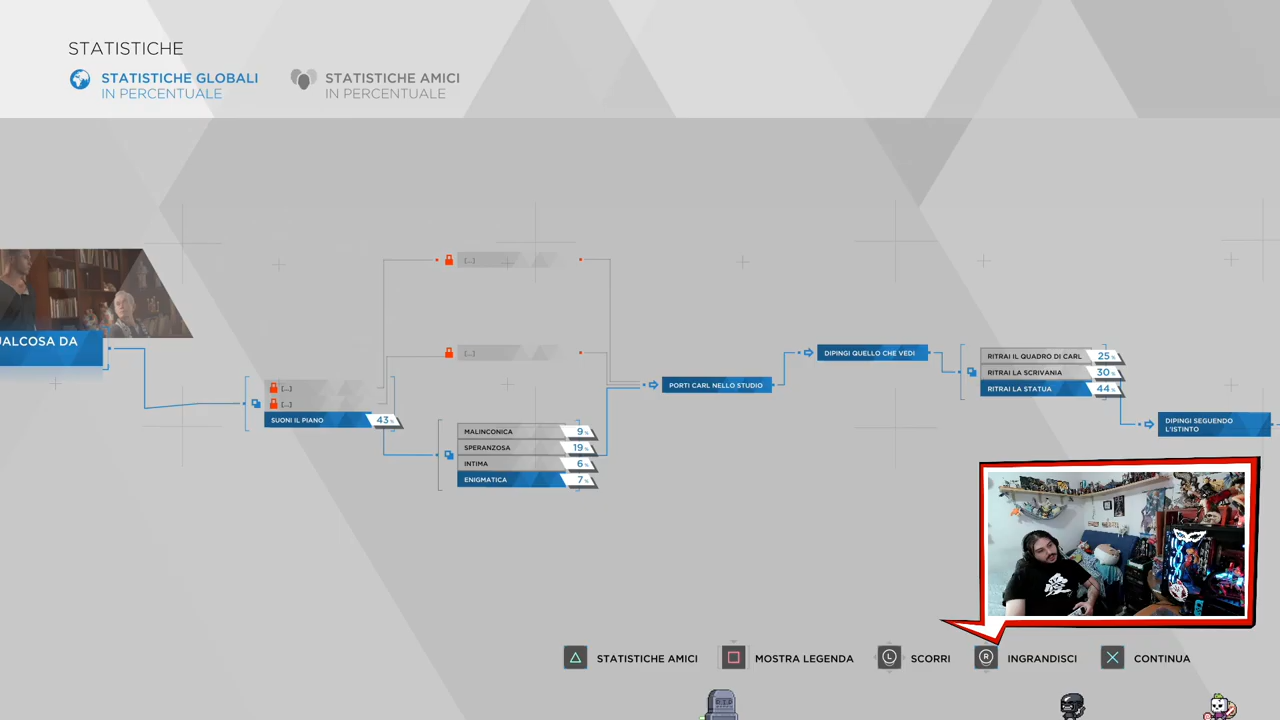 STATISTICHE
STATISTICHE GLOBALI
IN PERCENTUALE
STATISTICHE AMICI
IN PERCENTUALE
UALCOSA DA
[...]
[...]
[...]
[...]
SUONI IL PIANO 43%
MALINCONICA 9%
SPERANZOSA 19%
INTIMA 6%
ENIGMATICA 7%
PORTI CARL NELLO STUDIO
DIPINGI QUELLO CHE VEDI
RITRAI IL QUADRO DI CARL 25%
RITRAI LA SCRIVANIA 30%
RITRAI LA STATUA 44%
DIPINGI SEGUENDO
L'ISTINTO
STATISTICHE AMICI
MOSTRA LEGENDA
L SCORRI
R INGRANDISCI
CONTINUA